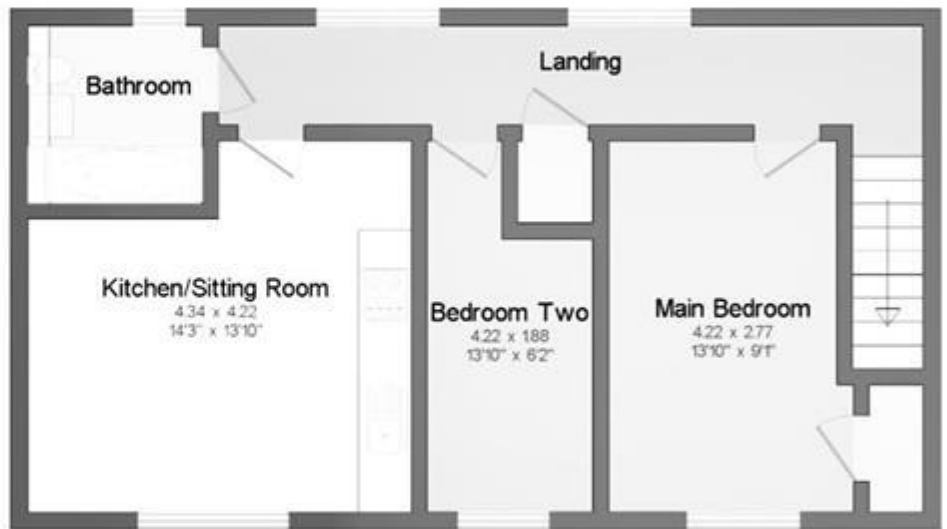 Landing
Bathroom
Kitchen/Sitting Room
4.34 x 4.22
14'3" x 13'10"
Bedroom Two
4.22 x 1.88
13'10" x 6'2"
Main Bedroom
4.22 x 2.77
13'10" x 9'1"